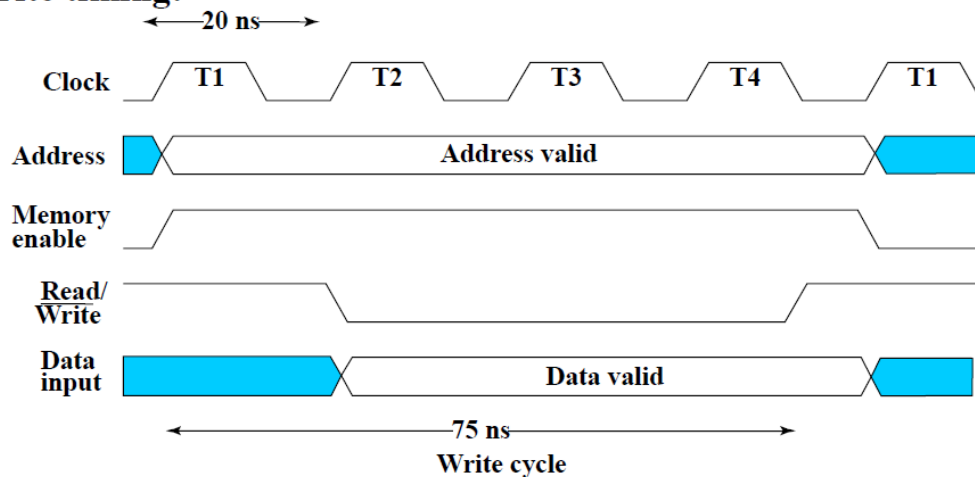 20 ns
Clock T1 T2 T3 T4 T1
Address Address valid
Memory
enable
Read/
Write
Data
input Data valid
75 ns
Write cycle